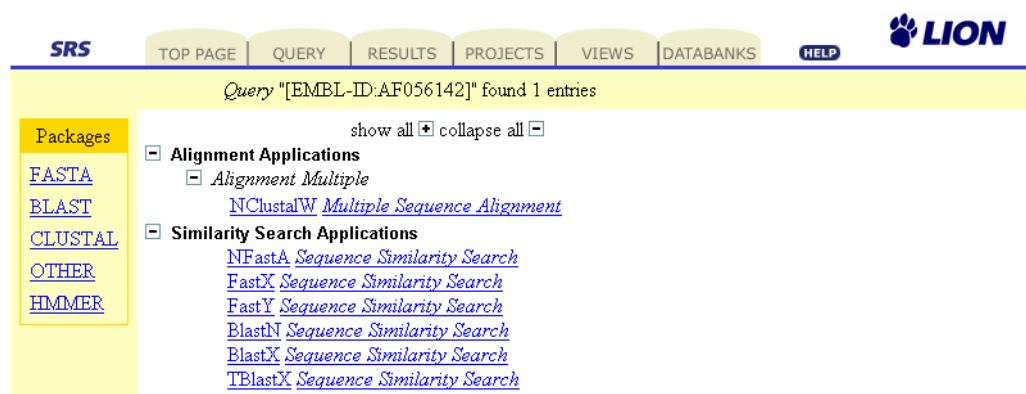 SRS TOP PAGE QUERY RESULTS PROJECTS VIEWS DATABANKS HELP LION
Query "[EMBL-ID:AF056142]" found 1 entries
Packages
FASTA
BLAST
CLUSTAL
OTHER
HMMER
show all + collapse all -
- Alignment Applications
- Alignment Multiple
NClustalW Multiple Sequence Alignment
- Similarity Search Applications
NFastA Sequence Similarity Search
FastX Sequence Similarity Search
FastY Sequence Similarity Search
BlastN Sequence Similarity Search
BlastX Sequence Similarity Search
TBlastX Sequence Similarity Search